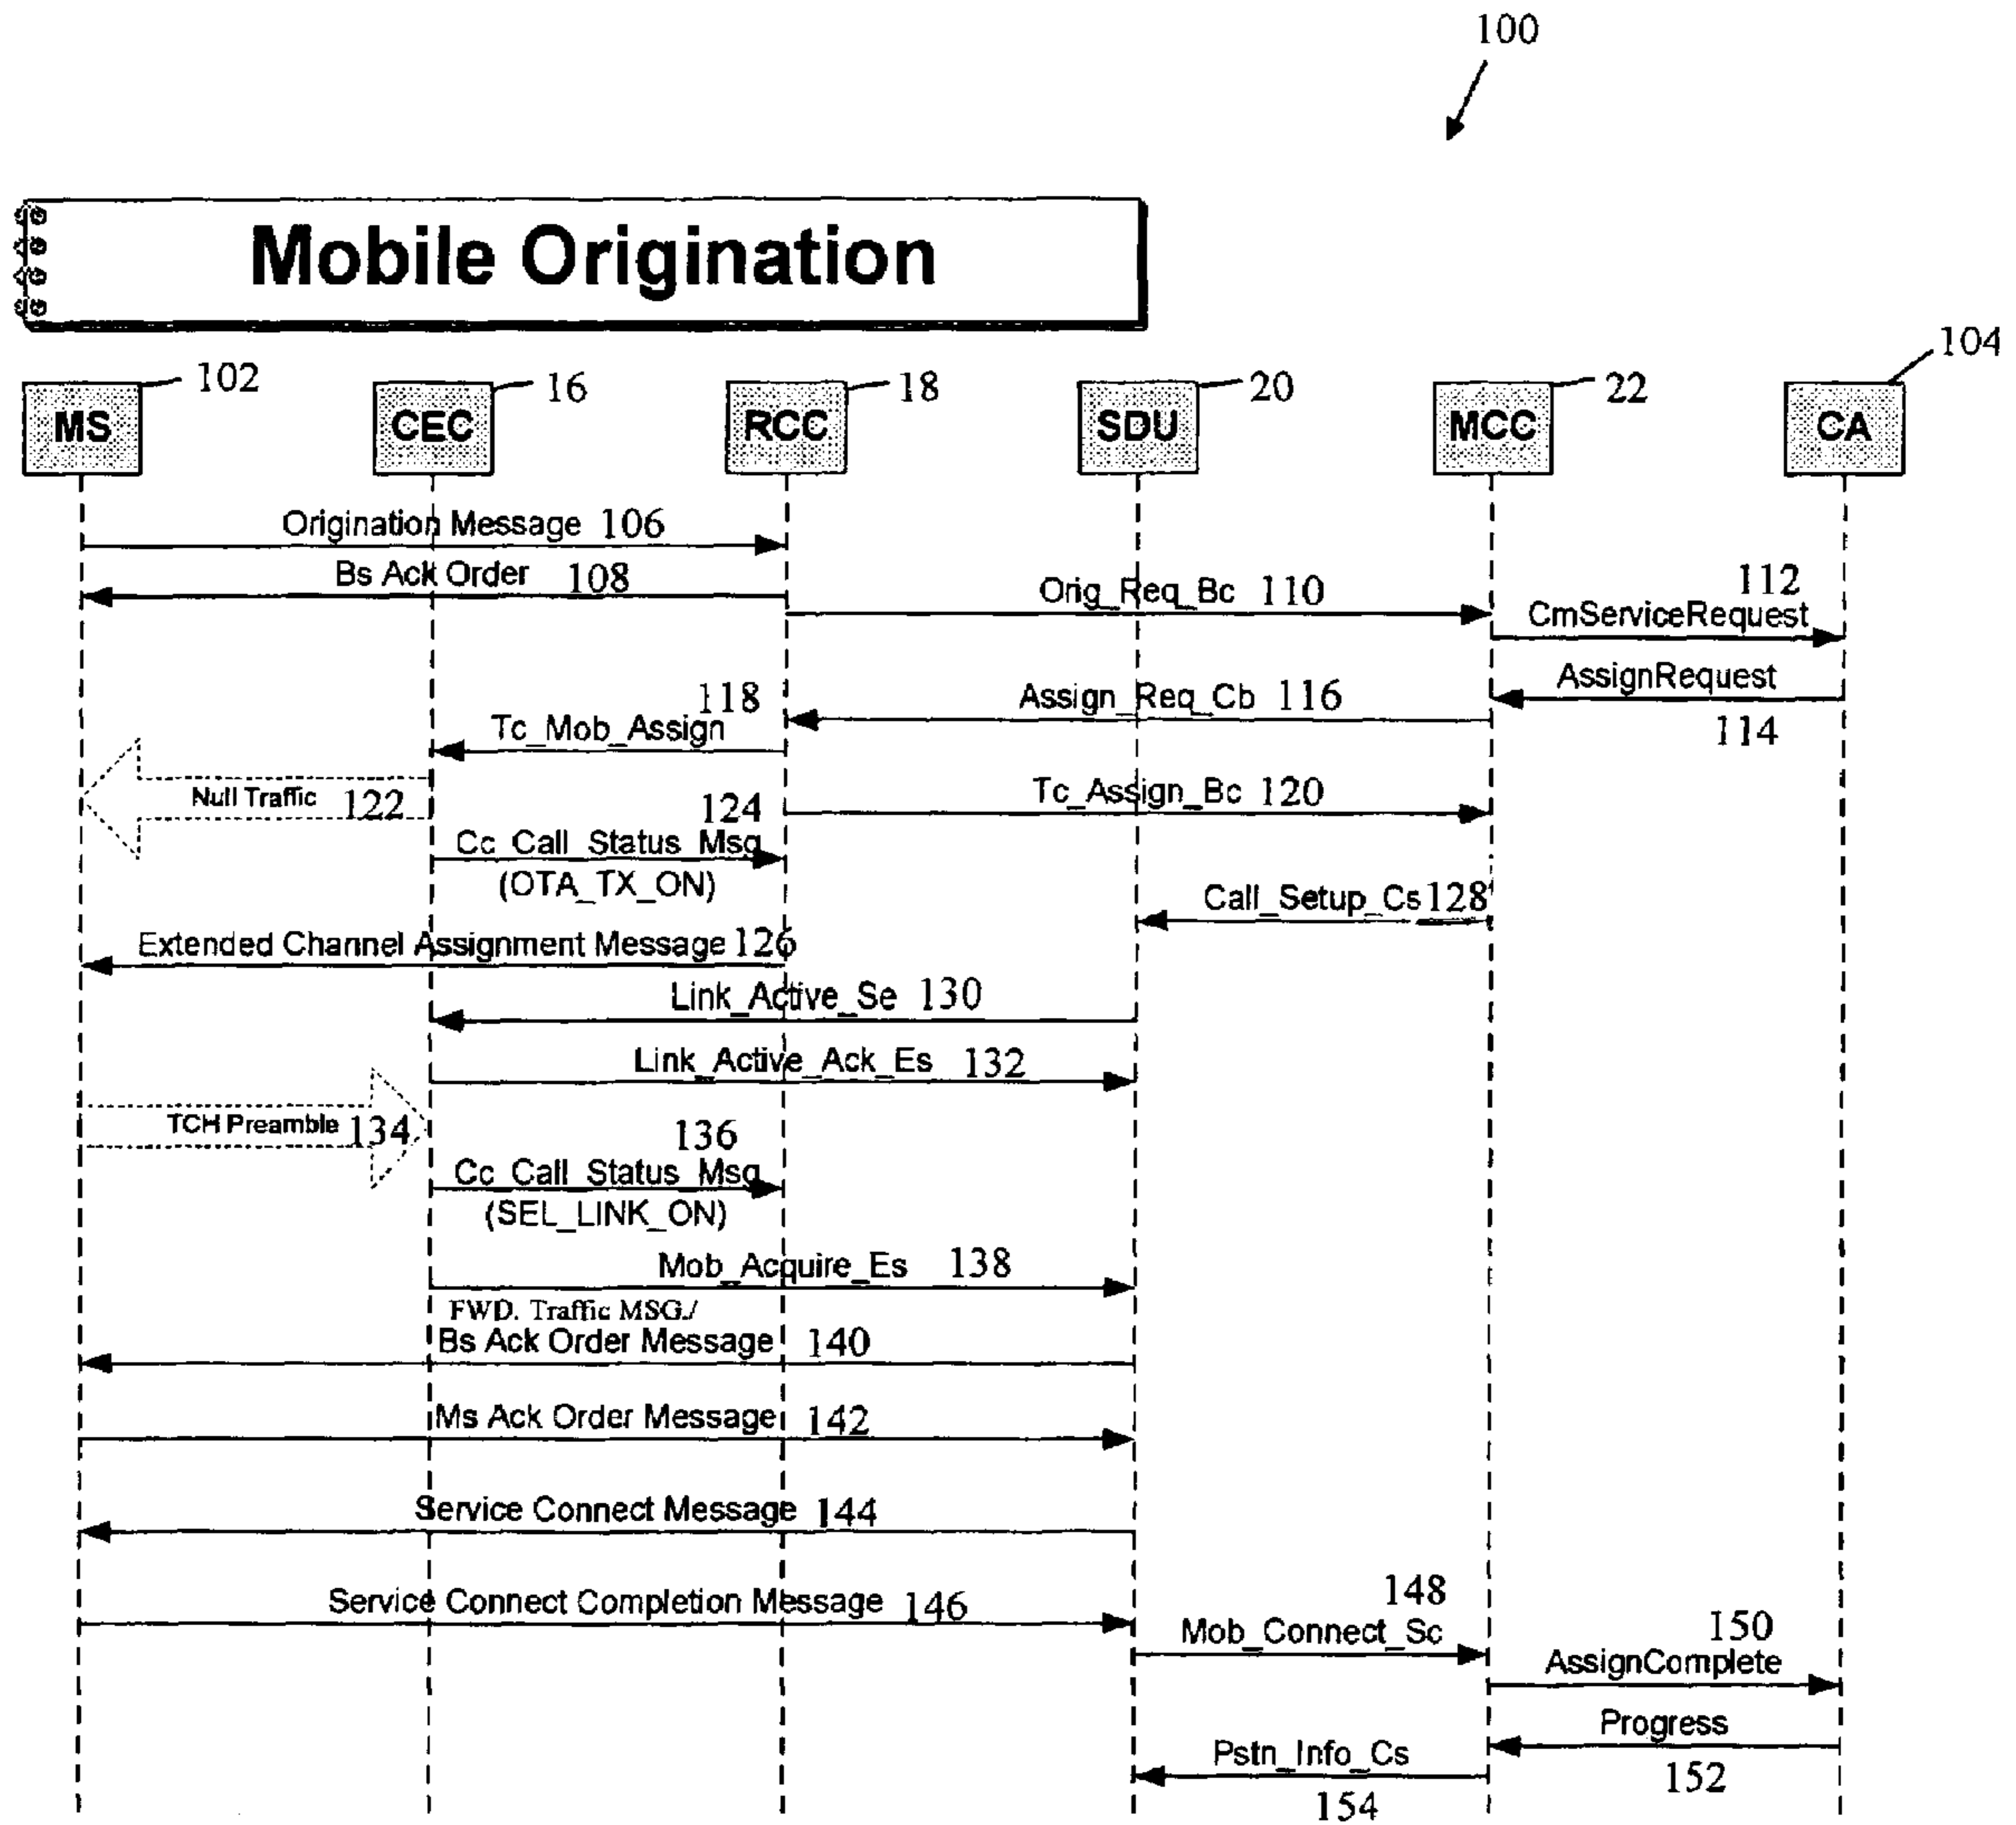 100
Mobile Origination
102 16 18 20 22 104
MS CEC RCC SDU MCC CA
Origination Message 106
Bs Ack Order 108
Orig_Req_Bc 110
112
CmServiceRequest
AssignRequest
114
Assign_Req_Cb 116
118
Tc_Mob_Assign
Null Traffic 122
Tc_Assign_Bc 120
124
Cc_Call_Status_Msg
(OTA_TX_ON)
Call_Setup_Cs 128
Extended Channel Assignment Message 126
Link_Active_Se 130
Link_Active_Ack_Es 132
TCH Preamble 134
136
Cc_Call_Status_Msg
(SEL_LINK_ON)
Mob_Acquire_Es 138
FWD. Traffic MSG./
Bs Ack Order Message 140
Ms Ack Order Message 142
Service Connect Message 144
Service Connect Completion Message 146
148
Mob_Connect_Sc
150
AssignComplete
Progress
152
Pstn_Info_Cs
154